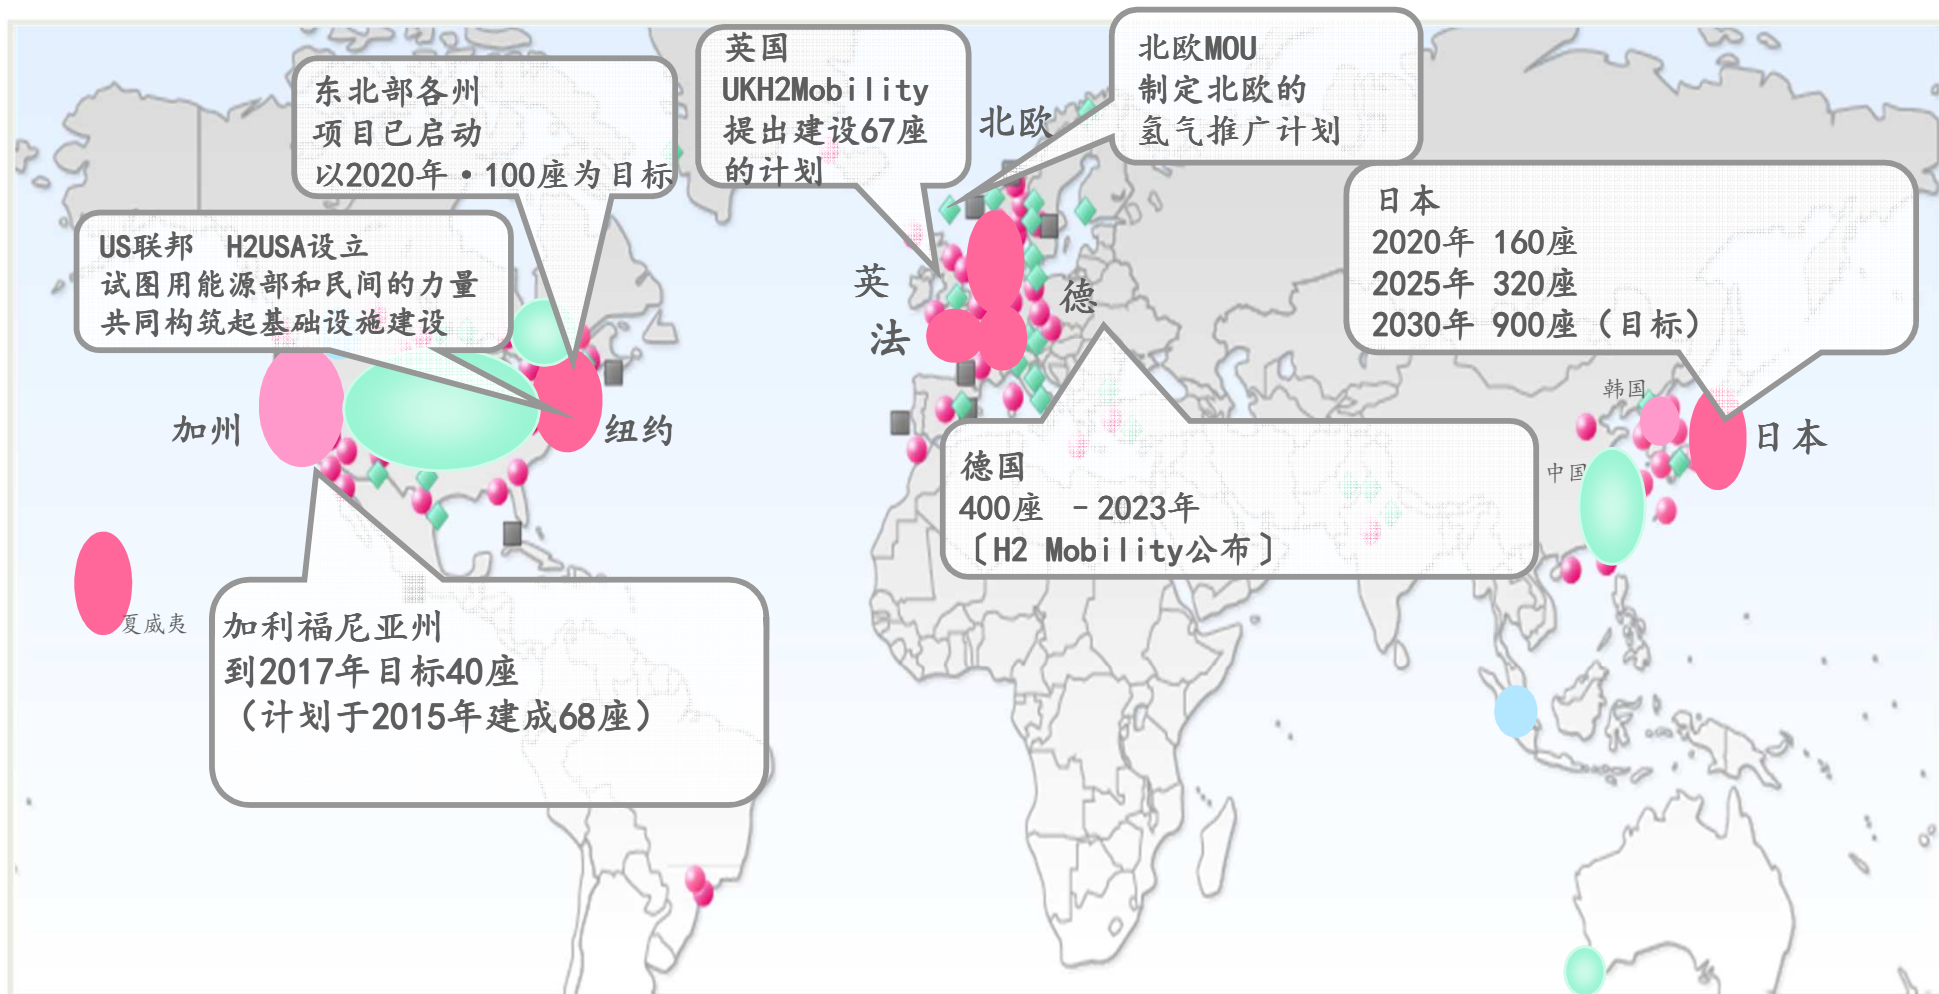 东北部各州
项目已启动
以2020年・100座为目标
英国
UKH2Mobility
提出建设67座
的计划
北欧MOU
制定北欧的
氢气推广计划
北欧
US联邦 H2USA设立
试图用能源部和民间的力量
共同构筑起基础设施建设
日本
2020年 160座
2025年 320座
2030年 900座（目标）
英
德
法
韩国
加州
纽约
日本
中国
德国
400座 －2023年
〔H2 Mobility公布〕
夏威夷
加利福尼亚州
到2017年目标40座
（计划于2015年建成68座）